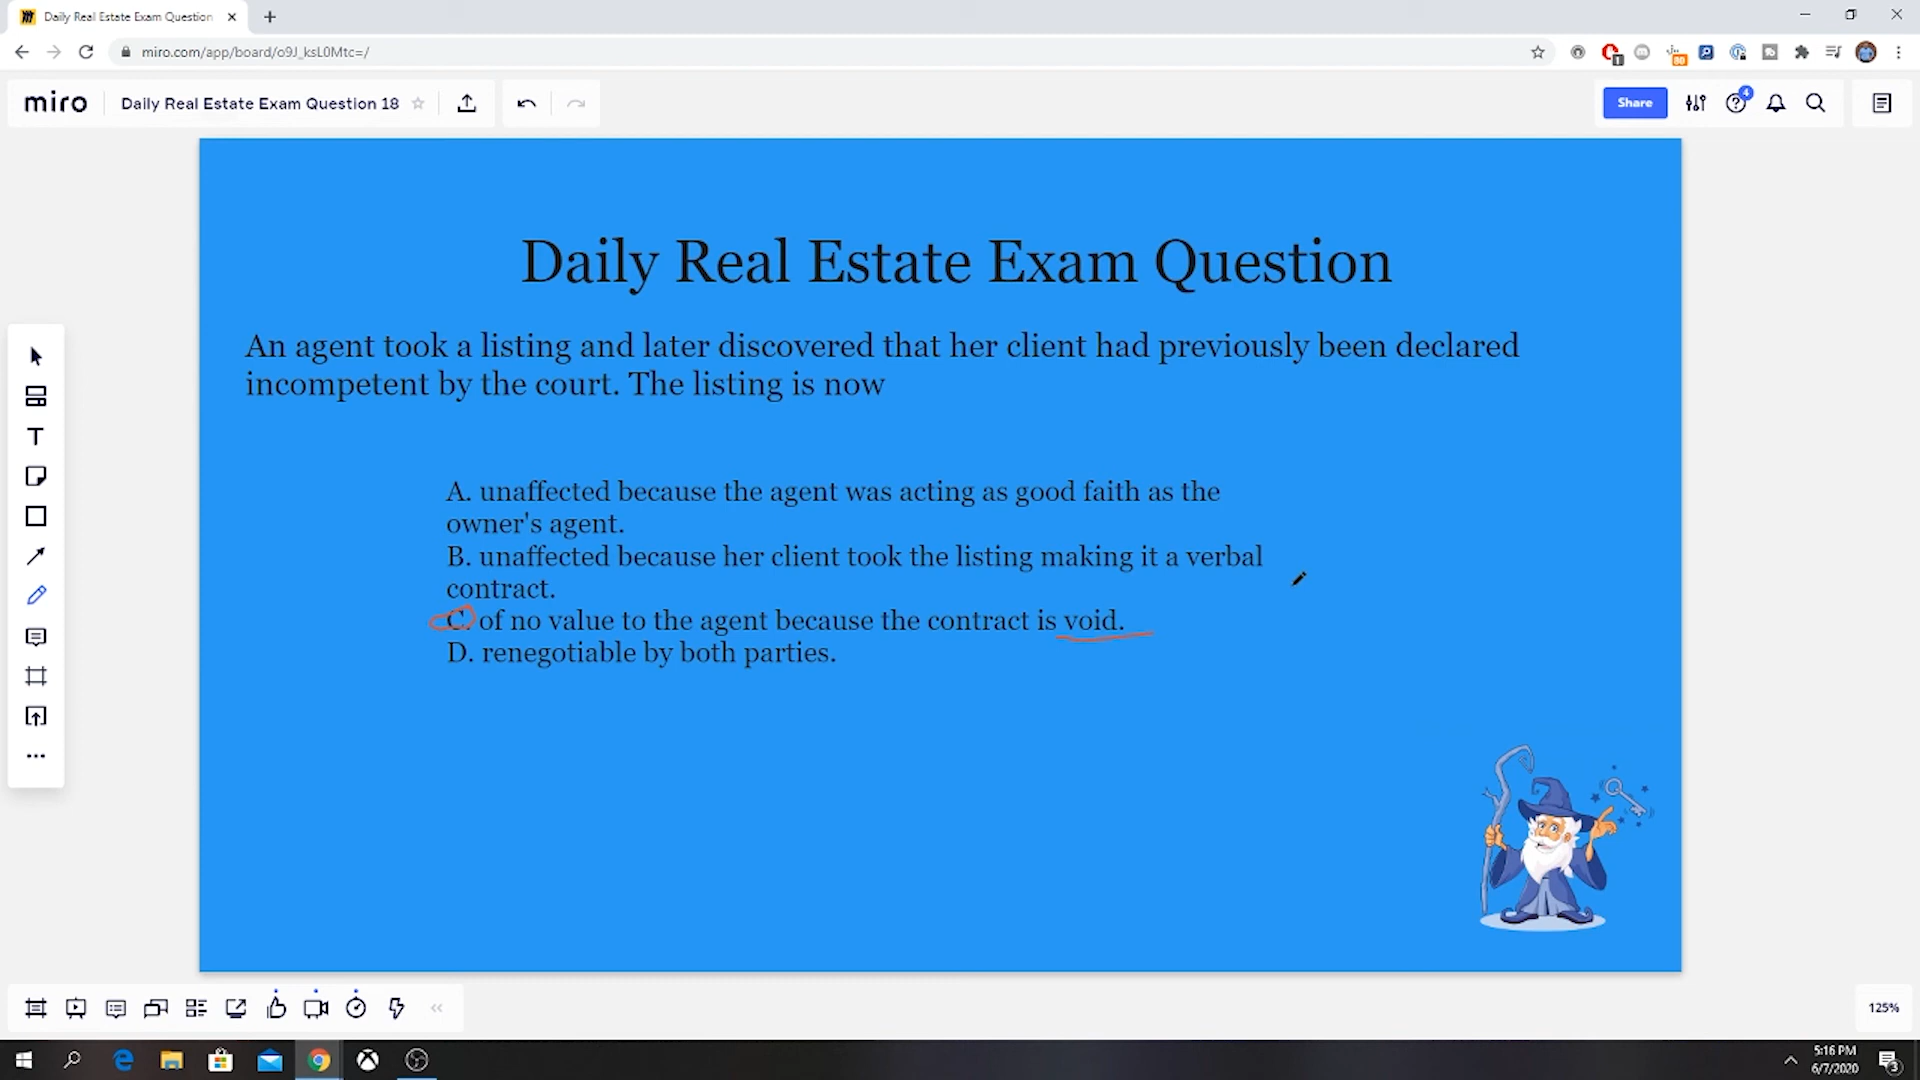 Daily Real Estate Exam Question
miro.com/app/board/o9J_ksL0Mtc=/
miro
Daily Real Estate Exam Question 18
Share
4
Daily Real Estate Exam Question
An agent took a listing and later discovered that her client had previously been declared
incompetent by the court. The listing is now
A. unaffected because the agent was acting as good faith as the
owner's agent.
B. unaffected because her client took the listing making it a verbal
contract.
C. of no value to the agent because the contract is void.
D. renegotiable by both parties.
125%
5:16 PM
6/7/2020
3